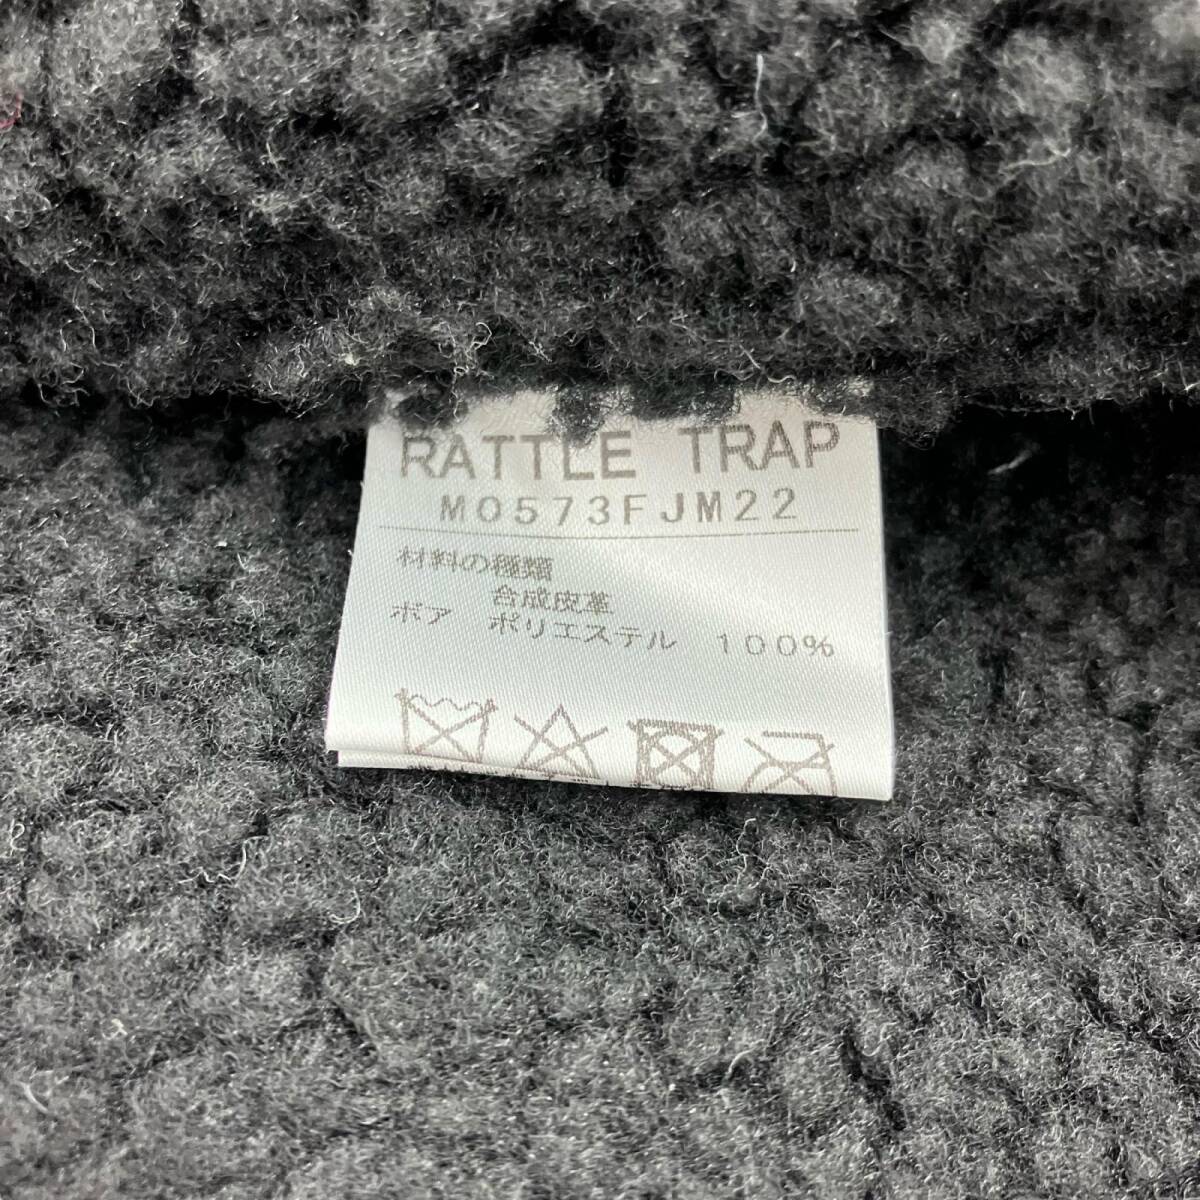 RATTLE TRAP
M0573FJM22
材料の種類
合成皮革
ボア ポリエステル 100%